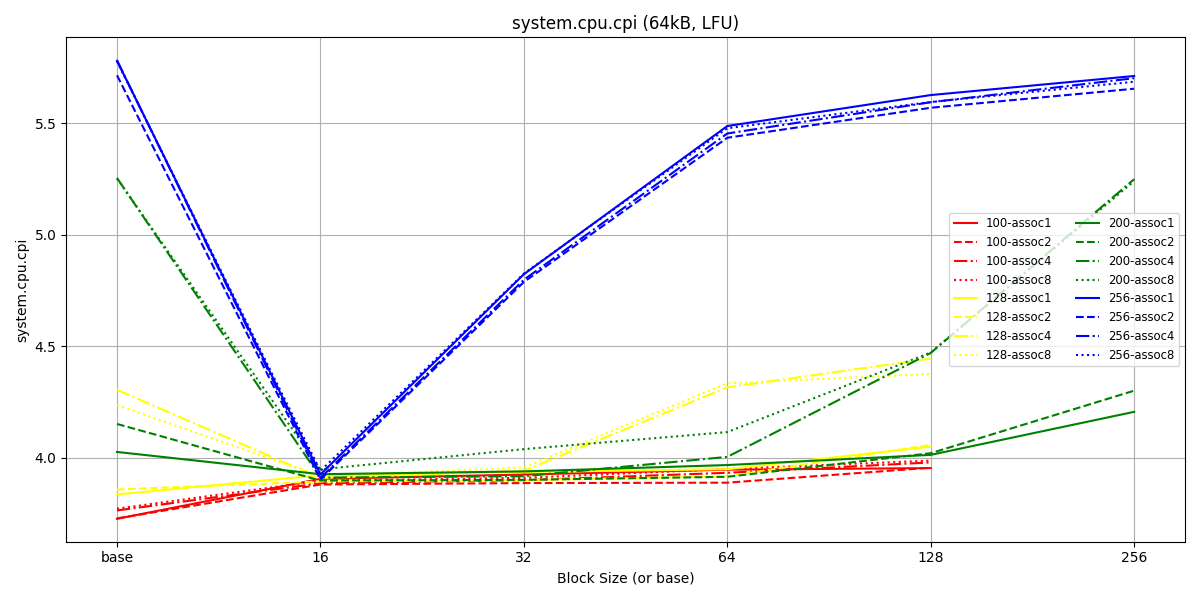 system.cpu.cpi (64kB, LFU)
system.cpu.cpi
5.5
5.0
4.5
4.0
100-assoc1
100-assoc2
100-assoc4
100-assoc8
128-assoc1
128-assoc2
128-assoc4
128-assoc8
200-assoc1
200-assoc2
200-assoc4
200-assoc8
256-assoc1
256-assoc2
256-assoc4
256-assoc8
base 16 32 64 128 256
Block Size (or base)